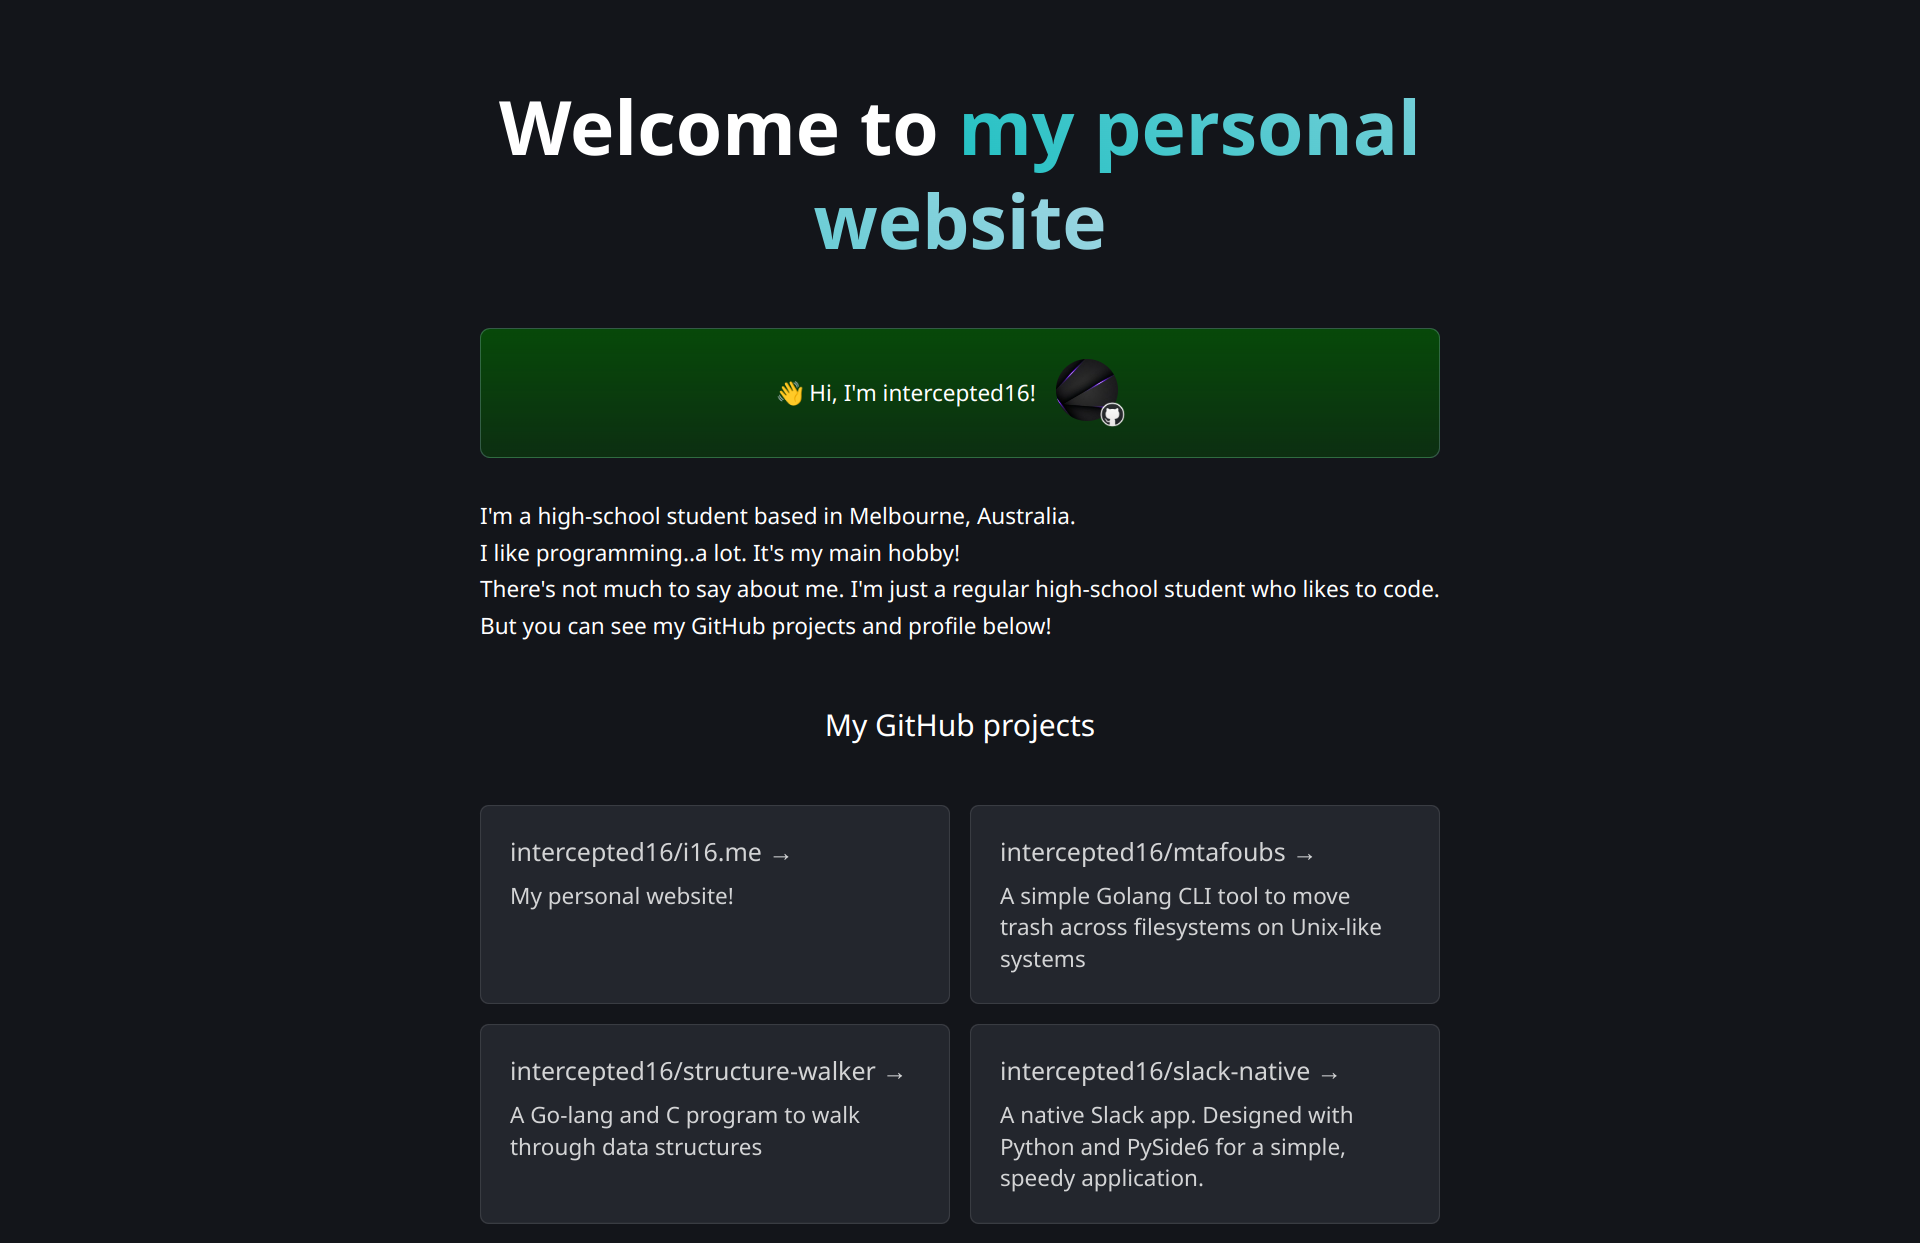 Welcome to my personal
website
👋 Hi, I'm intercepted16!
I'm a high-school student based in Melbourne, Australia.
I like programming..a lot. It's my main hobby!
There's not much to say about me. I'm just a regular high-school student who likes to code.
But you can see my GitHub projects and profile below!
My GitHub projects
intercepted16/i16.me →
My personal website!
intercepted16/mtafoubs →
A simple Golang CLI tool to move
trash across filesystems on Unix-like
systems
intercepted16/structure-walker →
A Go-lang and C program to walk
through data structures
intercepted16/slack-native →
A native Slack app. Designed with
Python and PySide6 for a simple,
speedy application.